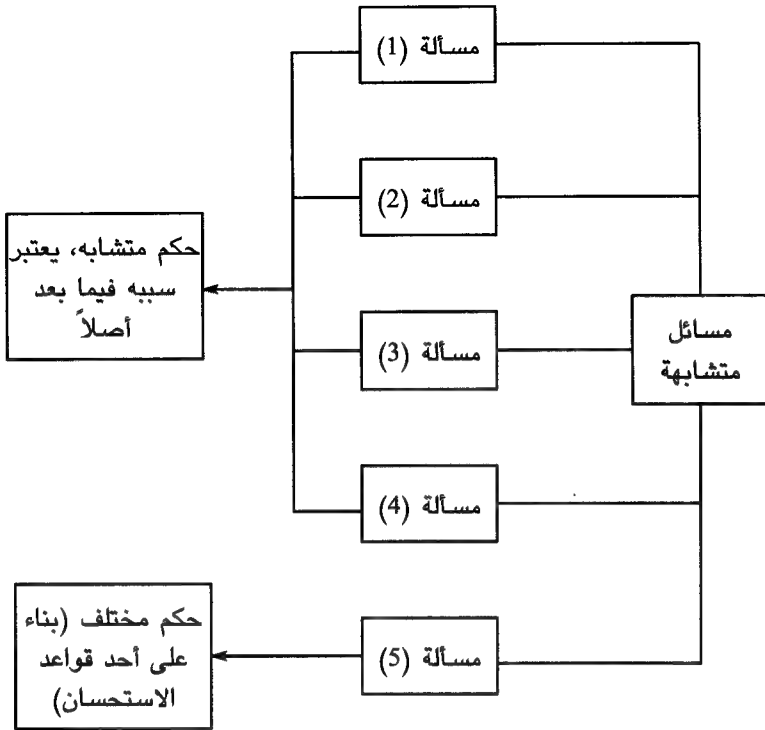 مسائل
متشابهة
مسألة (1)
مسألة (2)
مسألة (3)
مسألة (4)
مسألة (5)
حكم متشابه، يعتبر
سببه فيما بعد
أصلاً
حكم مختلف (بناء
على أحد قواعد
الاستحسان)